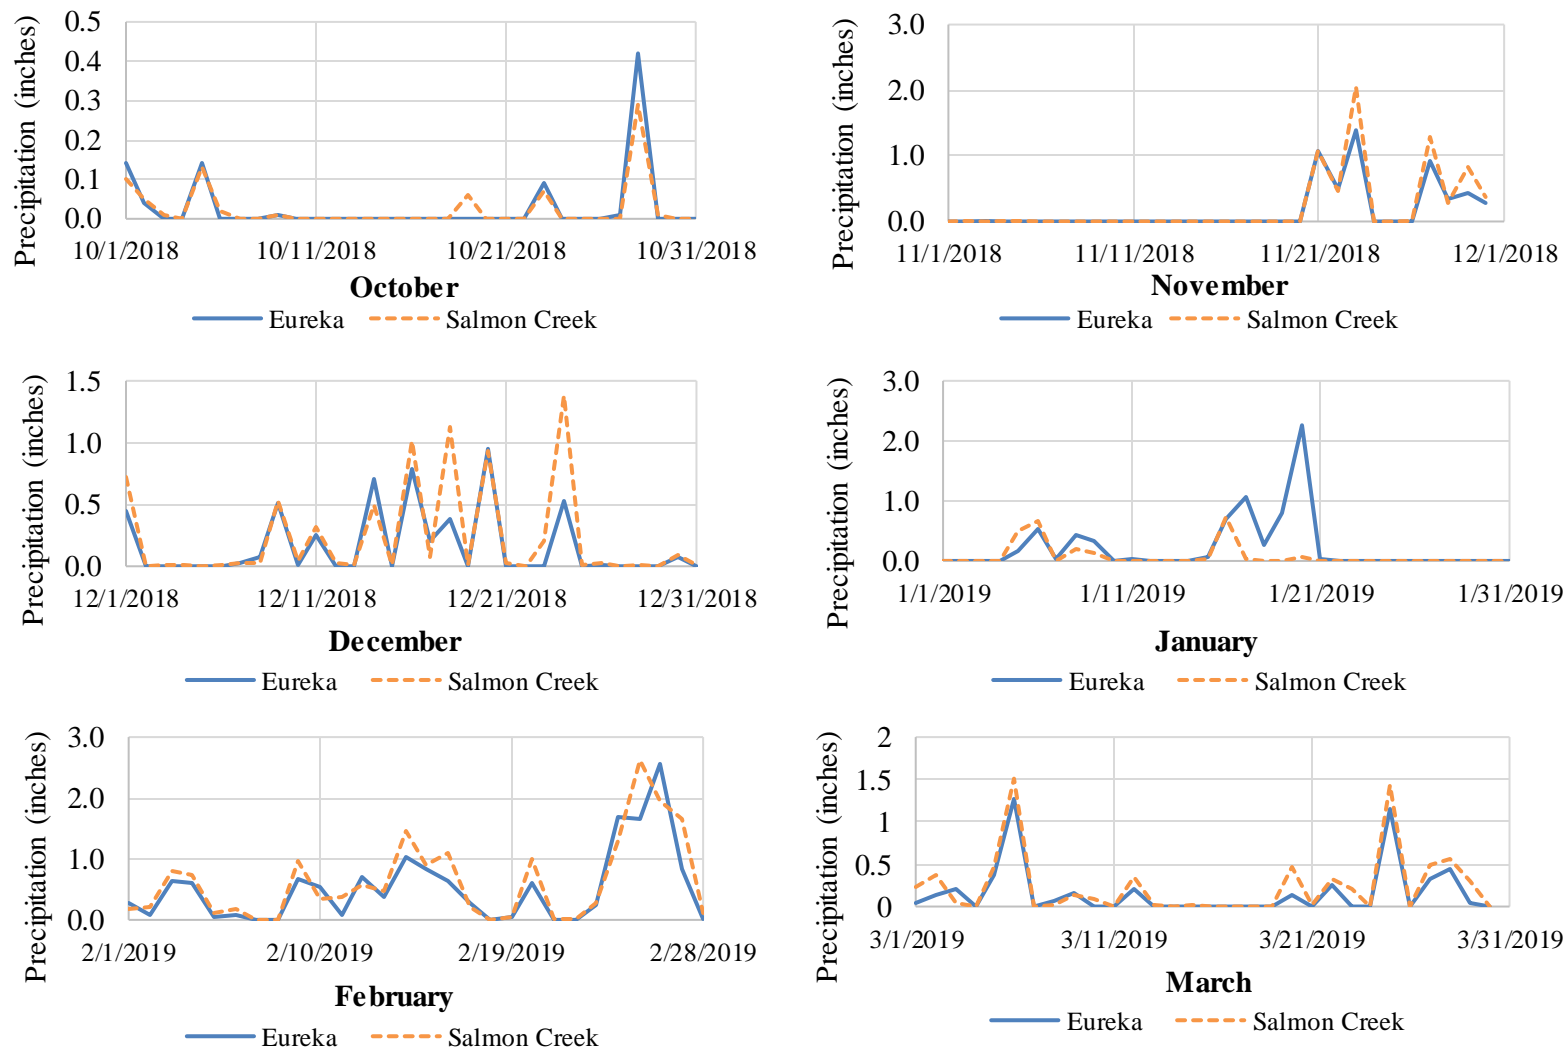 Precipitation (inches)
0.5
0.4
0.3
0.2
0.1
0.0
10/1/2018 10/11/2018 10/21/2018 10/31/2018
October
Eureka Salmon Creek
Precipitation (inches)
3.0
2.0
1.0
0.0
11/1/2018 11/11/2018 11/21/2018 12/1/2018
November
Eureka Salmon Creek
Precipitation (inches)
1.5
1.0
0.5
0.0
12/1/2018 12/11/2018 12/21/2018 12/31/2018
December
Eureka Salmon Creek
Precipitation (inches)
3.0
2.0
1.0
0.0
1/1/2019 1/11/2019 1/21/2019 1/31/2019
January
Eureka Salmon Creek
Precipitation (inches)
3.0
2.0
1.0
0.0
2/1/2019 2/10/2019 2/19/2019 2/28/2019
February
Eureka Salmon Creek
Precipitation (inches)
2
1.5
1
0.5
0
3/1/2019 3/11/2019 3/21/2019 3/31/2019
March
Eureka Salmon Creek